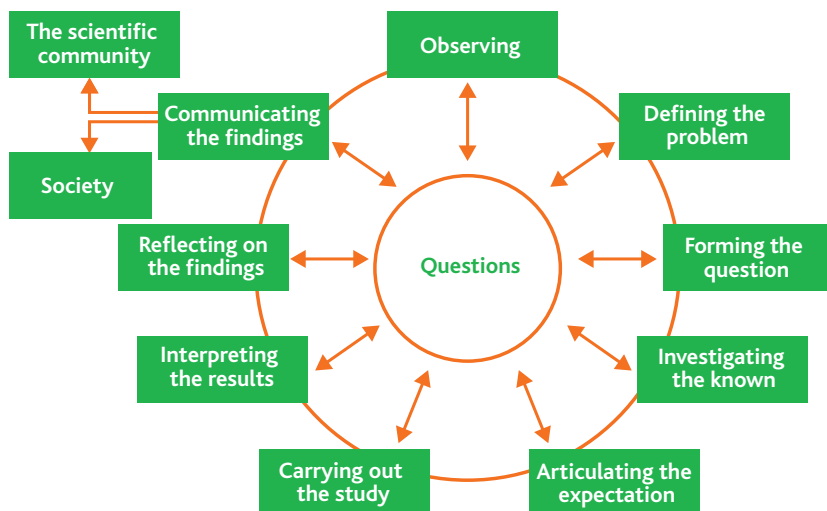 The scientific
community
Observing
Communicating
the findings
Defining the
problem
Society
Reflecting on
the findings
Questions
Forming the
question
Interpreting
the results
Investigating
the known
Carrying out
the study
Articulating the
expectation